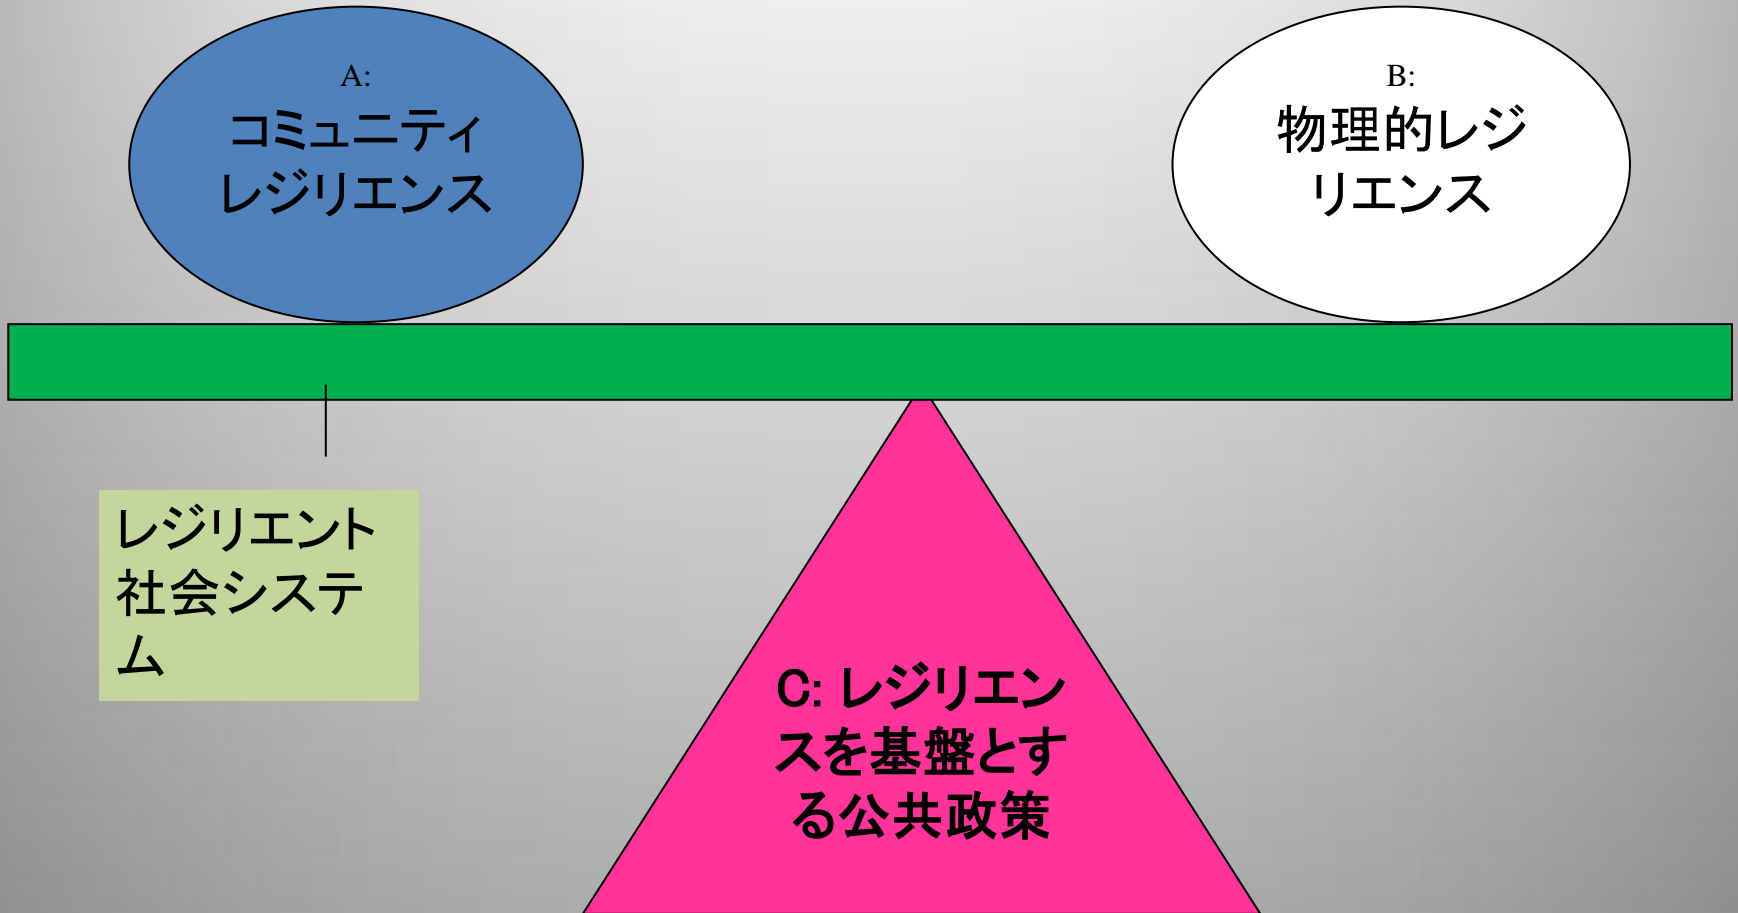 A:
コミュニティ
レジリエンス
B:
物理的レジ
リエンス
レジリエント
社会システ
ム
C: レジリエン
スを基盤とす
る公共政策